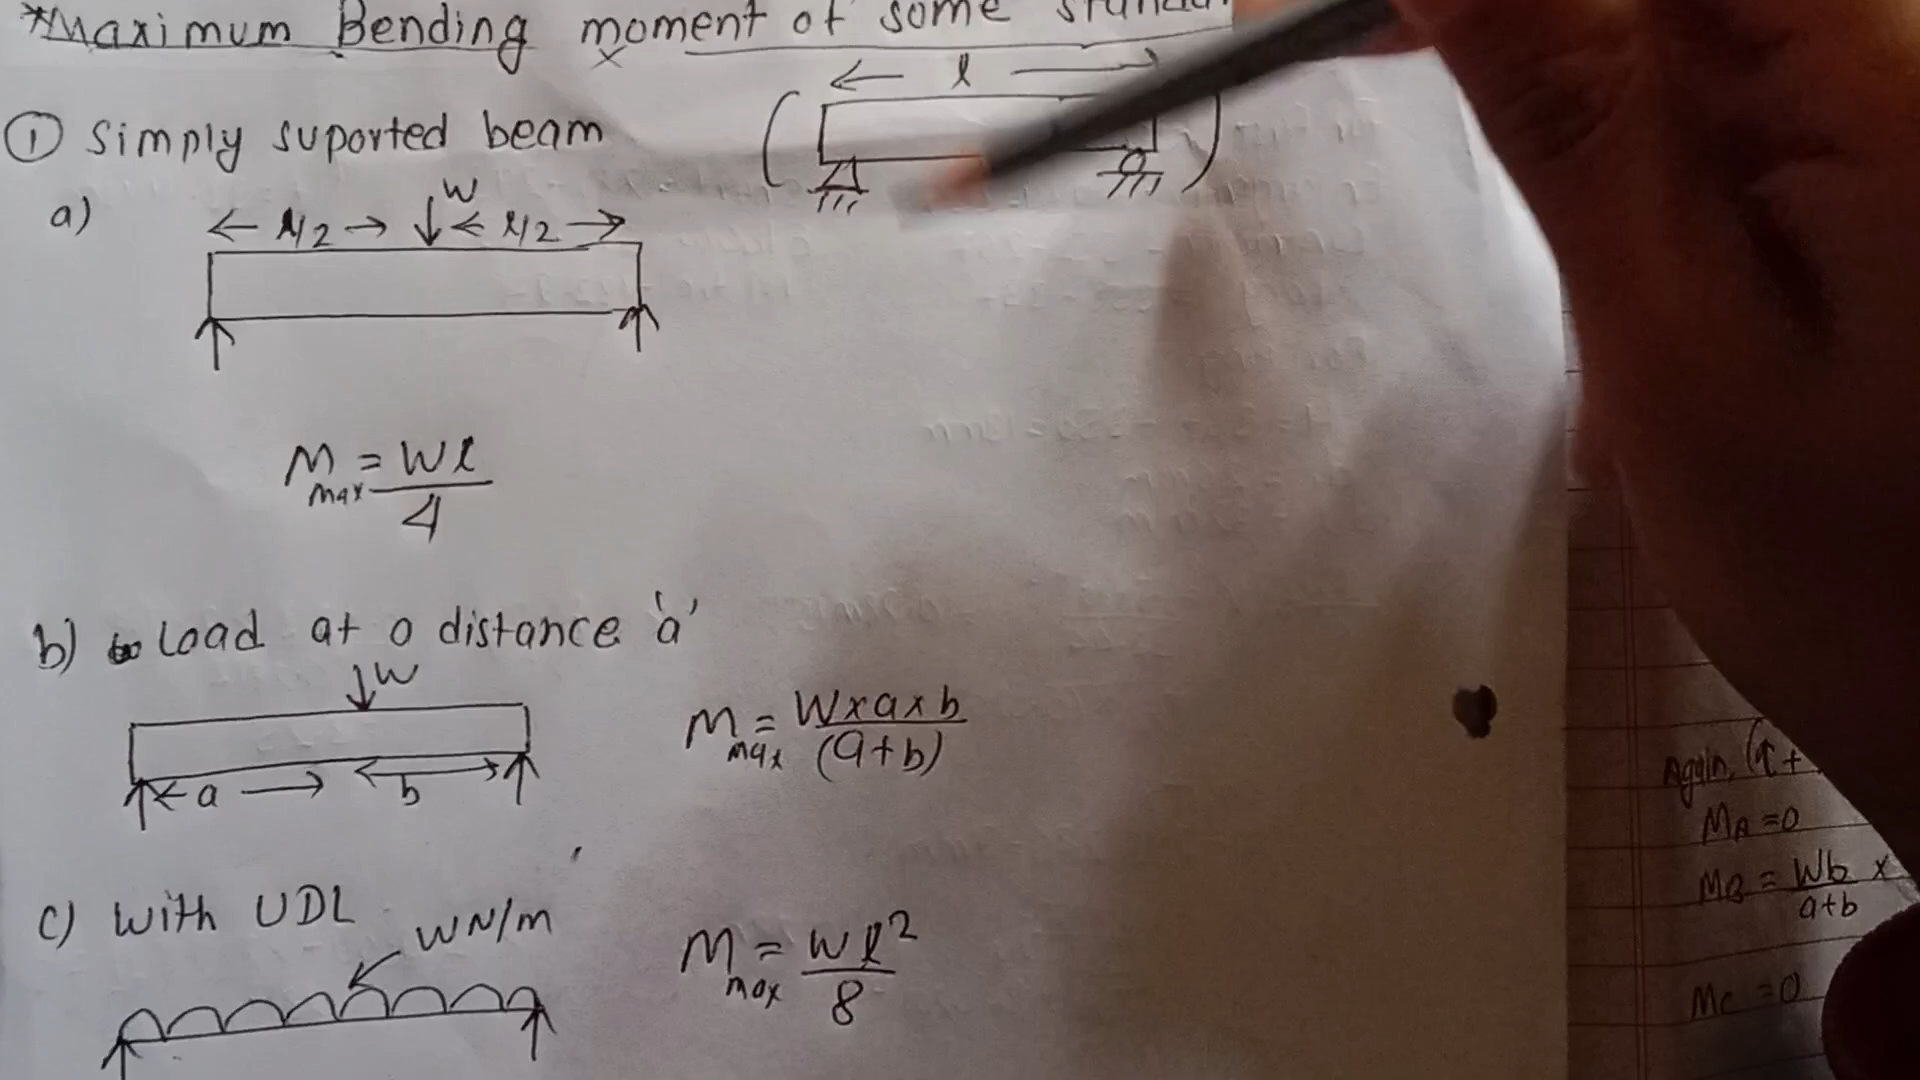 *Maximum Bending moment of some
l
① Simply suported beam
a)
l/2 W l/2
M max = Wl / 4
b) Load at a distance 'a'
W
a b
M max = W x a x b / (a+b)
c) With UDL
WN/m
M max = wl² / 8
Again,
MA = 0
MB = Wb / a+b x
Mc = 0